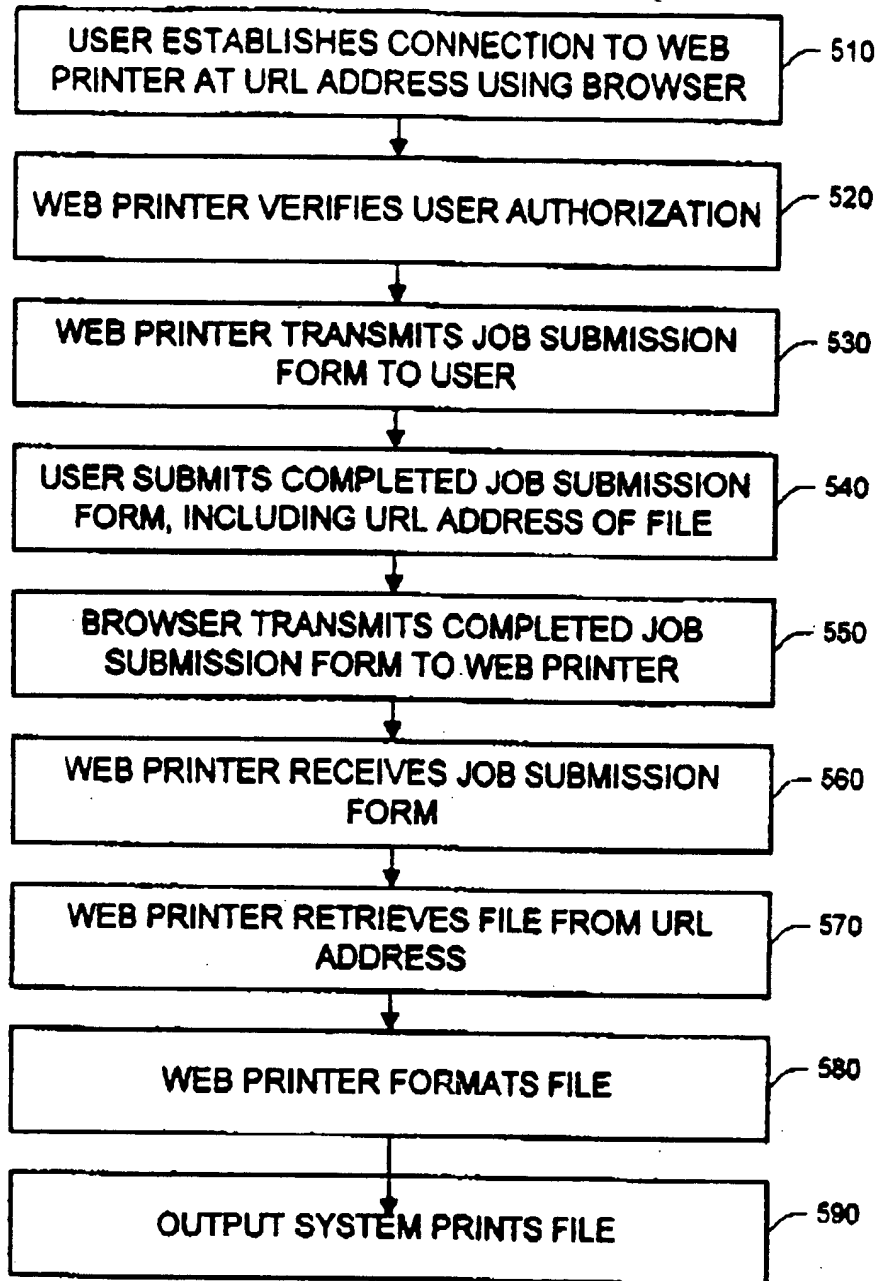 USER ESTABLISHES CONNECTION TO WEB
PRINTER AT URL ADDRESS USING BROWSER
510
WEB PRINTER VERIFIES USER AUTHORIZATION
520
WEB PRINTER TRANSMITS JOB SUBMISSION
FORM TO USER
530
USER SUBMITS COMPLETED JOB SUBMISSION
FORM, INCLUDING URL ADDRESS OF FILE
540
BROWSER TRANSMITS COMPLETED JOB
SUBMISSION FORM TO WEB PRINTER
550
WEB PRINTER RECEIVES JOB SUBMISSION
FORM
560
WEB PRINTER RETRIEVES FILE FROM URL
ADDRESS
570
WEB PRINTER FORMATS FILE
580
OUTPUT SYSTEM PRINTS FILE
590